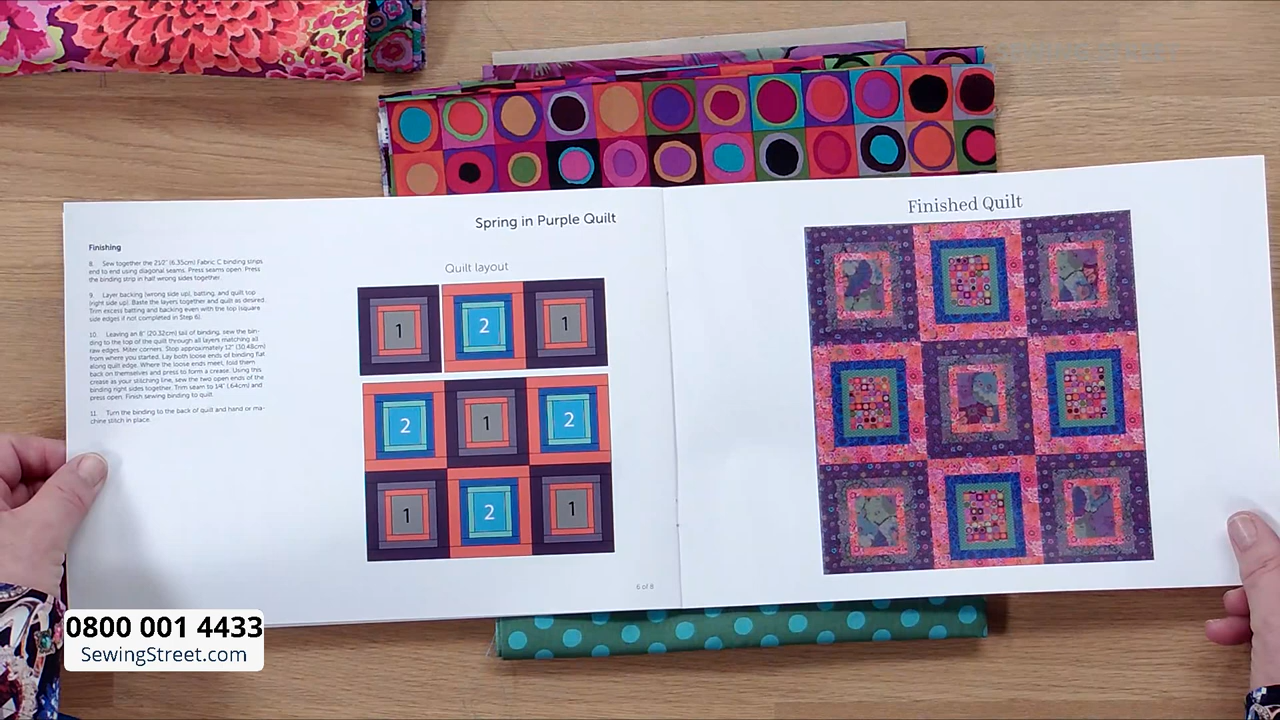 Spring in Purple Quilt
Finishing
8. Sew together the 2½" (6.35cm) Fabric C binding strips
end to end using diagonal seams. Press seams open. Press
the binding strip in half wrong sides together.
9. Layer backing (wrong side up), batting, and quilt top
(right side up). Baste the layers together and quilt as desired.
Trim excess batting and backing even with the top (square
side edges if not completed in Step 6).
10. Leaving an 8" (20.32cm) tail of binding, sew the bin-
ding to the top of the quilt through all layers matching all
raw edges. Miter corners. Stop approximately 12" (30.48cm)
from where you started. Lay both loose ends of binding flat
along quilt edge. Where the loose ends meet, fold them
back on themselves and press to form a crease. Using this
crease as your stitching line, sew the two open ends of the
binding right sides together. Trim seam to 1/4" (.64cm) and
press open. Finish sewing binding to quilt.
11. Turn the binding to the back of quilt and hand or ma-
chine stitch in place.
Quilt layout
1 2 1
2 1 2
1 2 1
6 of 8
Finished Quilt
0800 001 4433
SewingStreet.com